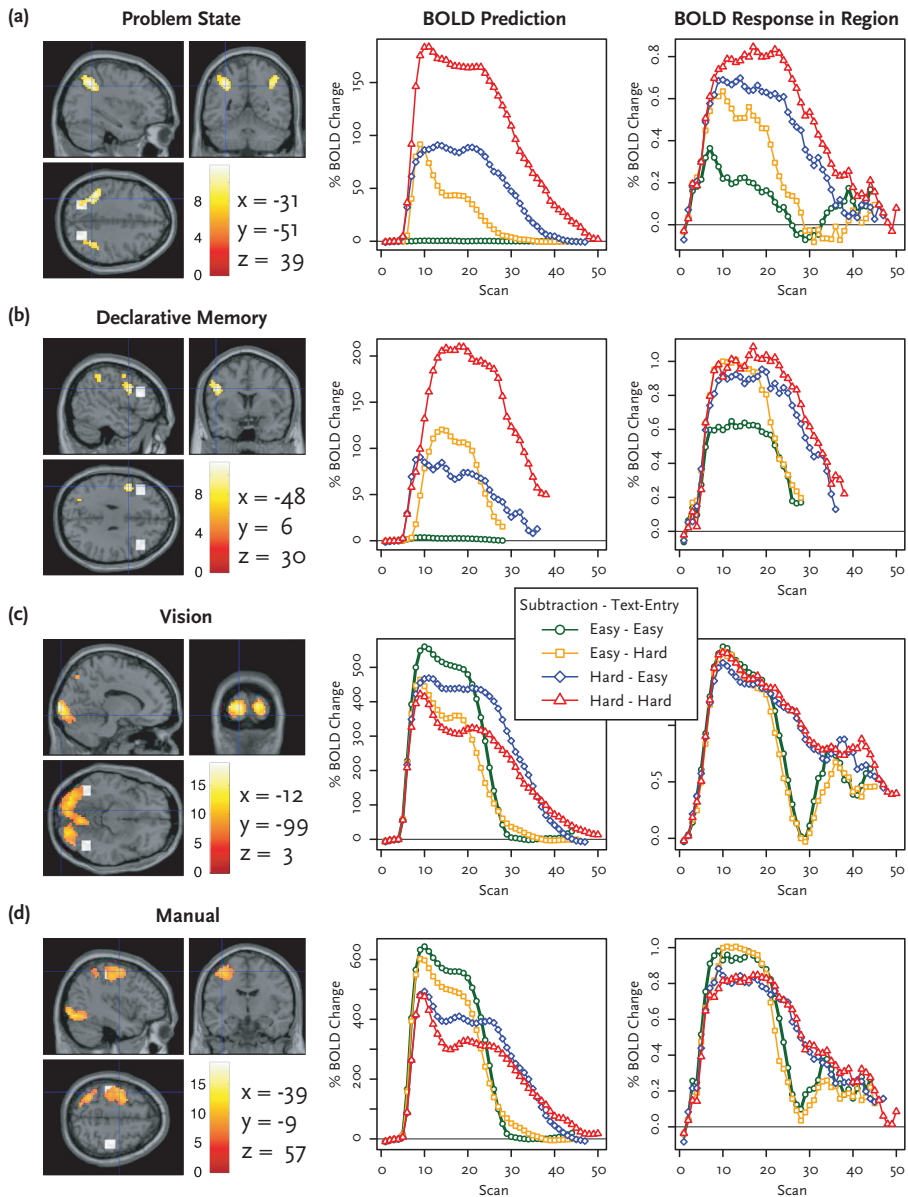 (a)
Problem State
BOLD Prediction
BOLD Response in Region
8
4
0
x = -31
y = -51
z = 39
% BOLD Change
0
50
100
150
0 10 20 30 40 50
Scan
% BOLD Change
0.0
0.2
0.4
0.6
0.8
0 10 20 30 40 50
Scan
(b)
Declarative Memory
8
4
0
x = -48
y = 6
z = 30
% BOLD Change
0
50
100
150
200
0 10 20 30 40 50
Scan
% BOLD Change
0.0
0.2
0.4
0.6
0.8
1.0
0 10 20 30 40 50
Scan
Subtraction - Text-Entry
Easy - Easy
Easy - Hard
Hard - Easy
Hard - Hard
(c)
Vision
15
10
5
0
x = -12
y = -99
z = 3
% BOLD Change
0
100
200
300
400
500
0 10 20 30 40 50
Scan
0.0
0.5
0 10 20 30 40 50
Scan
(d)
Manual
15
10
5
0
x = -39
y = -9
z = 57
% BOLD Change
0
200
400
600
0 10 20 30 40 50
Scan
% BOLD Change
0.0
0.2
0.4
0.6
0.8
1.0
0 10 20 30 40 50
Scan